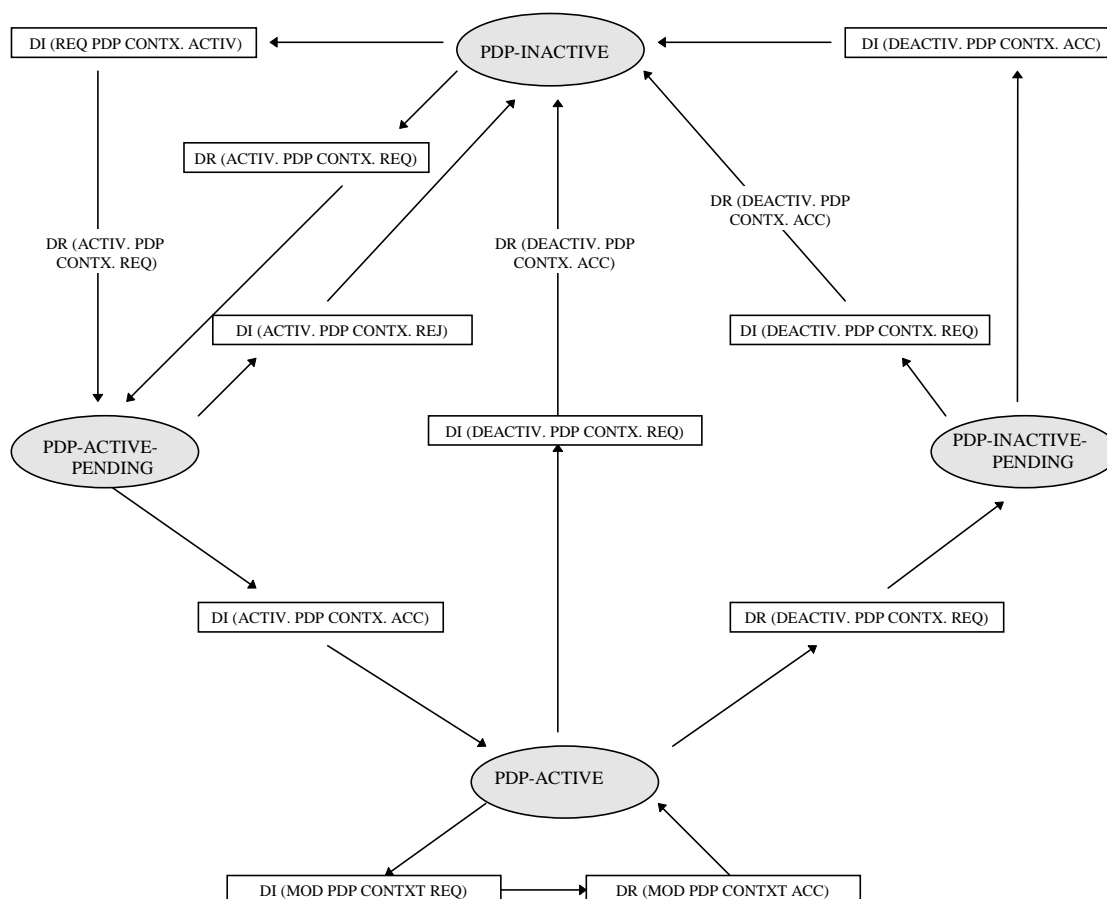 DI (REQ PDP CONTX. ACTIV)
PDP-INACTIVE
DI (DEACTIV. PDP CONTX. ACC)
DR (ACTIV. PDP CONTX. REQ)
DR (DEACTIV. PDP
CONTX. ACC)
DR (ACTIV. PDP
CONTX. REQ)
DR (DEACTIV. PDP
CONTX. ACC)
DI (ACTIV. PDP CONTX. REJ)
DI (DEACTIV. PDP CONTX. REQ)
PDP-ACTIVE-
PENDING
DI (DEACTIV. PDP CONTX. REQ)
PDP-INACTIVE-
PENDING
DI (ACTIV. PDP CONTX. ACC)
DR (DEACTIV. PDP CONTX. REQ)
PDP-ACTIVE
DI (MOD PDP CONTXT REQ)
DR (MOD PDP CONTXT ACC)